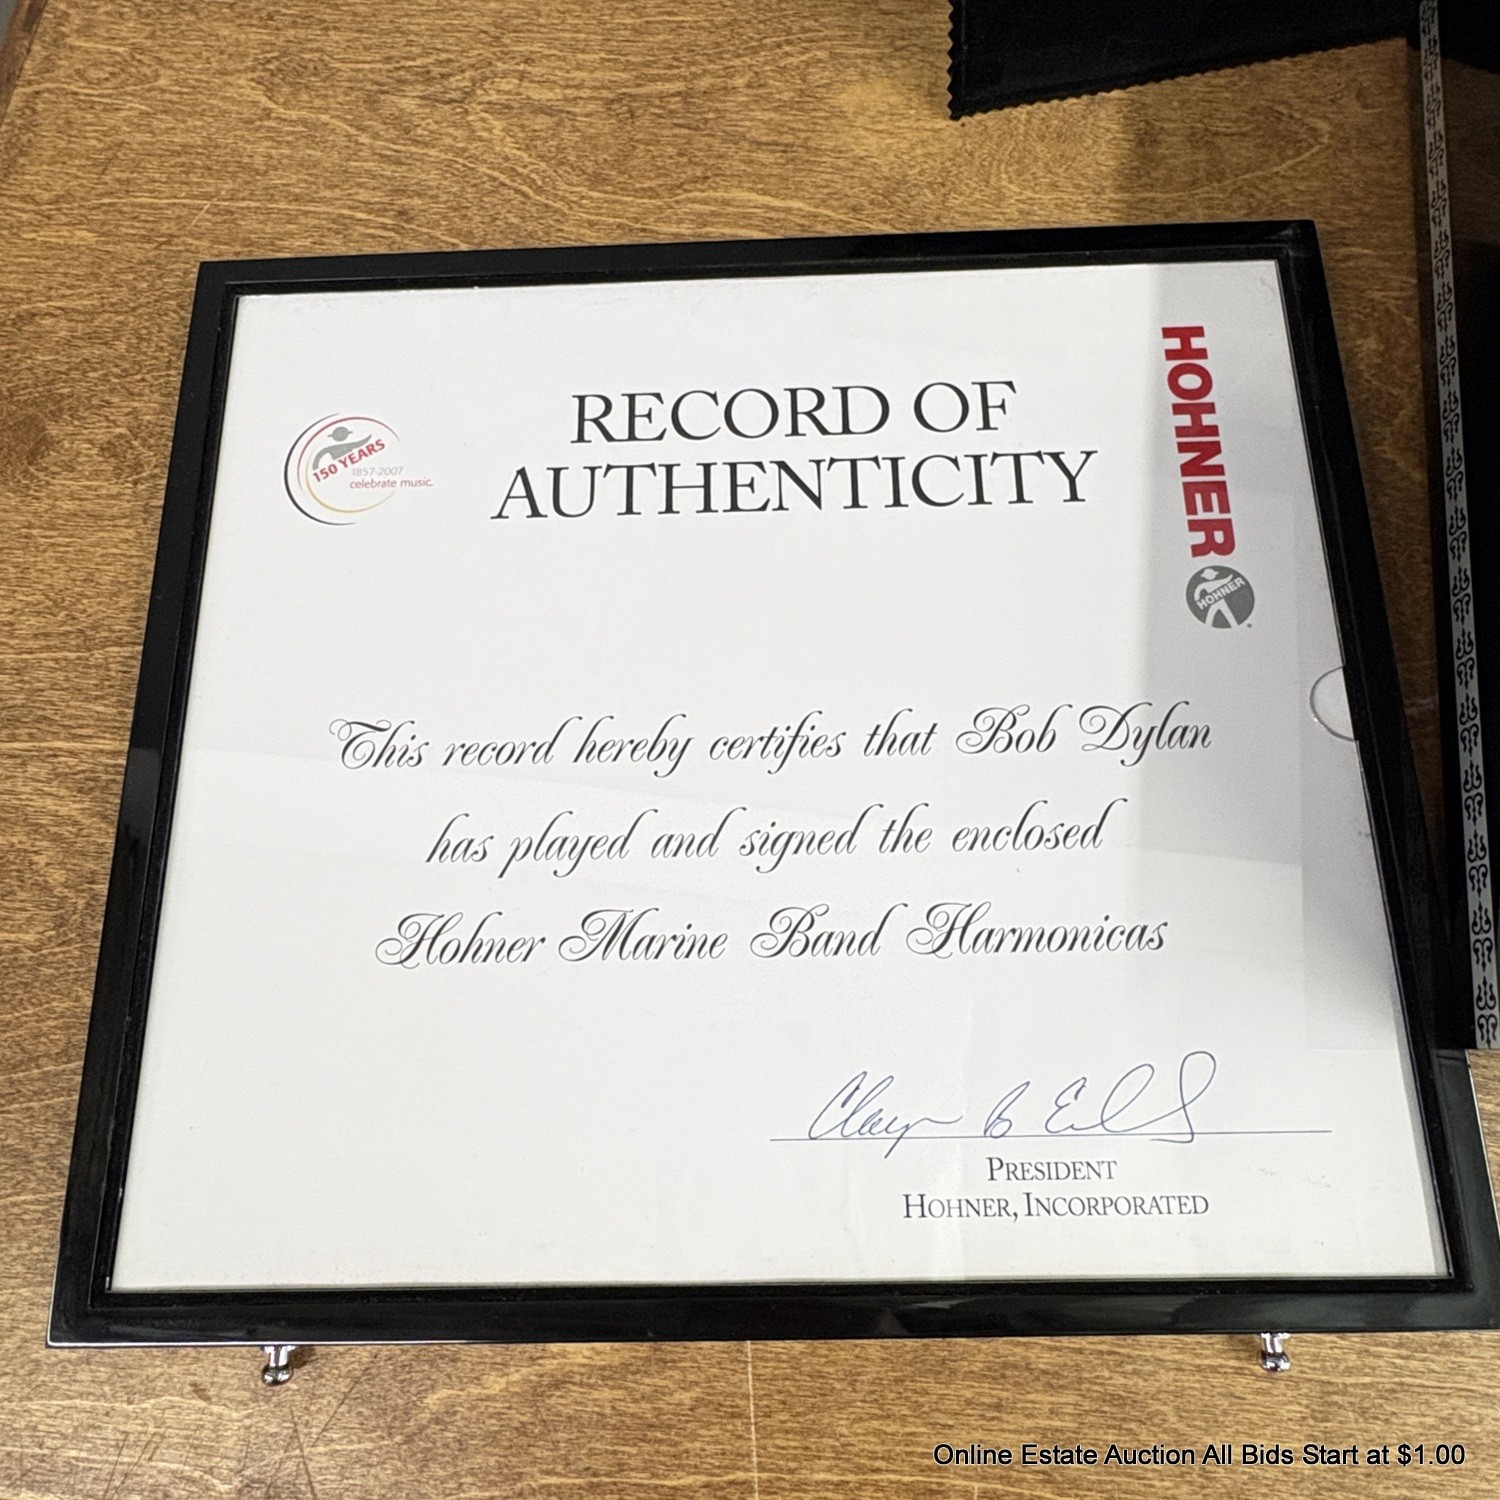 RECORD OF
AUTHENTICITY
150 YEARS
1857-2007
celebrate music.
HOHNER
HOHNER
This record hereby certifies that Bob Dylan
has played and signed the enclosed
Hohner Marine Band Harmonicas
PRESIDENT
HOHNER, INCORPORATED
Online Estate Auction All Bids Start at $1.00